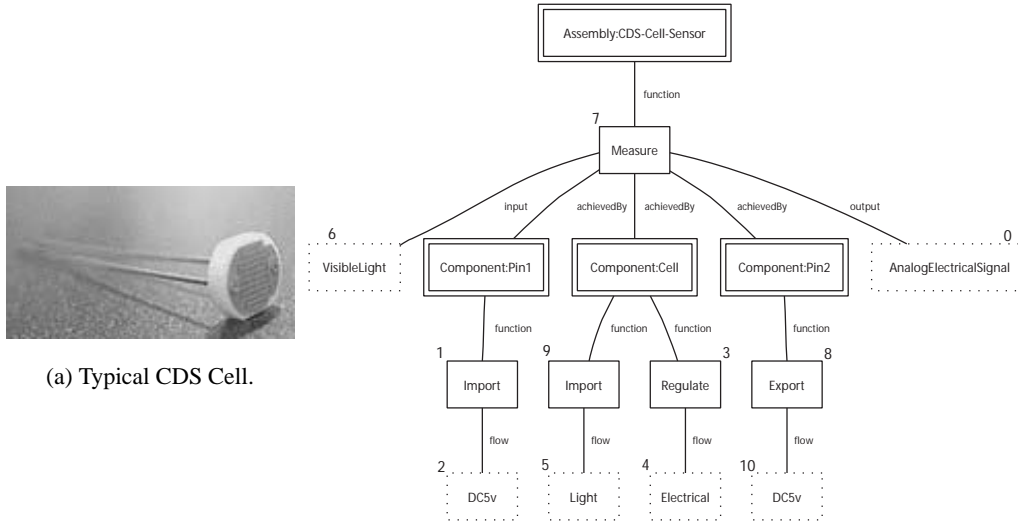 Assembly:CDS-Cell-Sensor
function
7
Measure
input
achievedBy
achievedBy
achievedBy
output
6
0
VisibleLight
Component:Pin1
Component:Cell
Component:Pin2
AnalogElectricalSignal
function
function
function
function
1
9
3
8
Import
Import
Regulate
Export
flow
flow
flow
flow
2
5
4
10
DC5v
Light
Electrical
DC5v
(a) Typical CDS Cell.